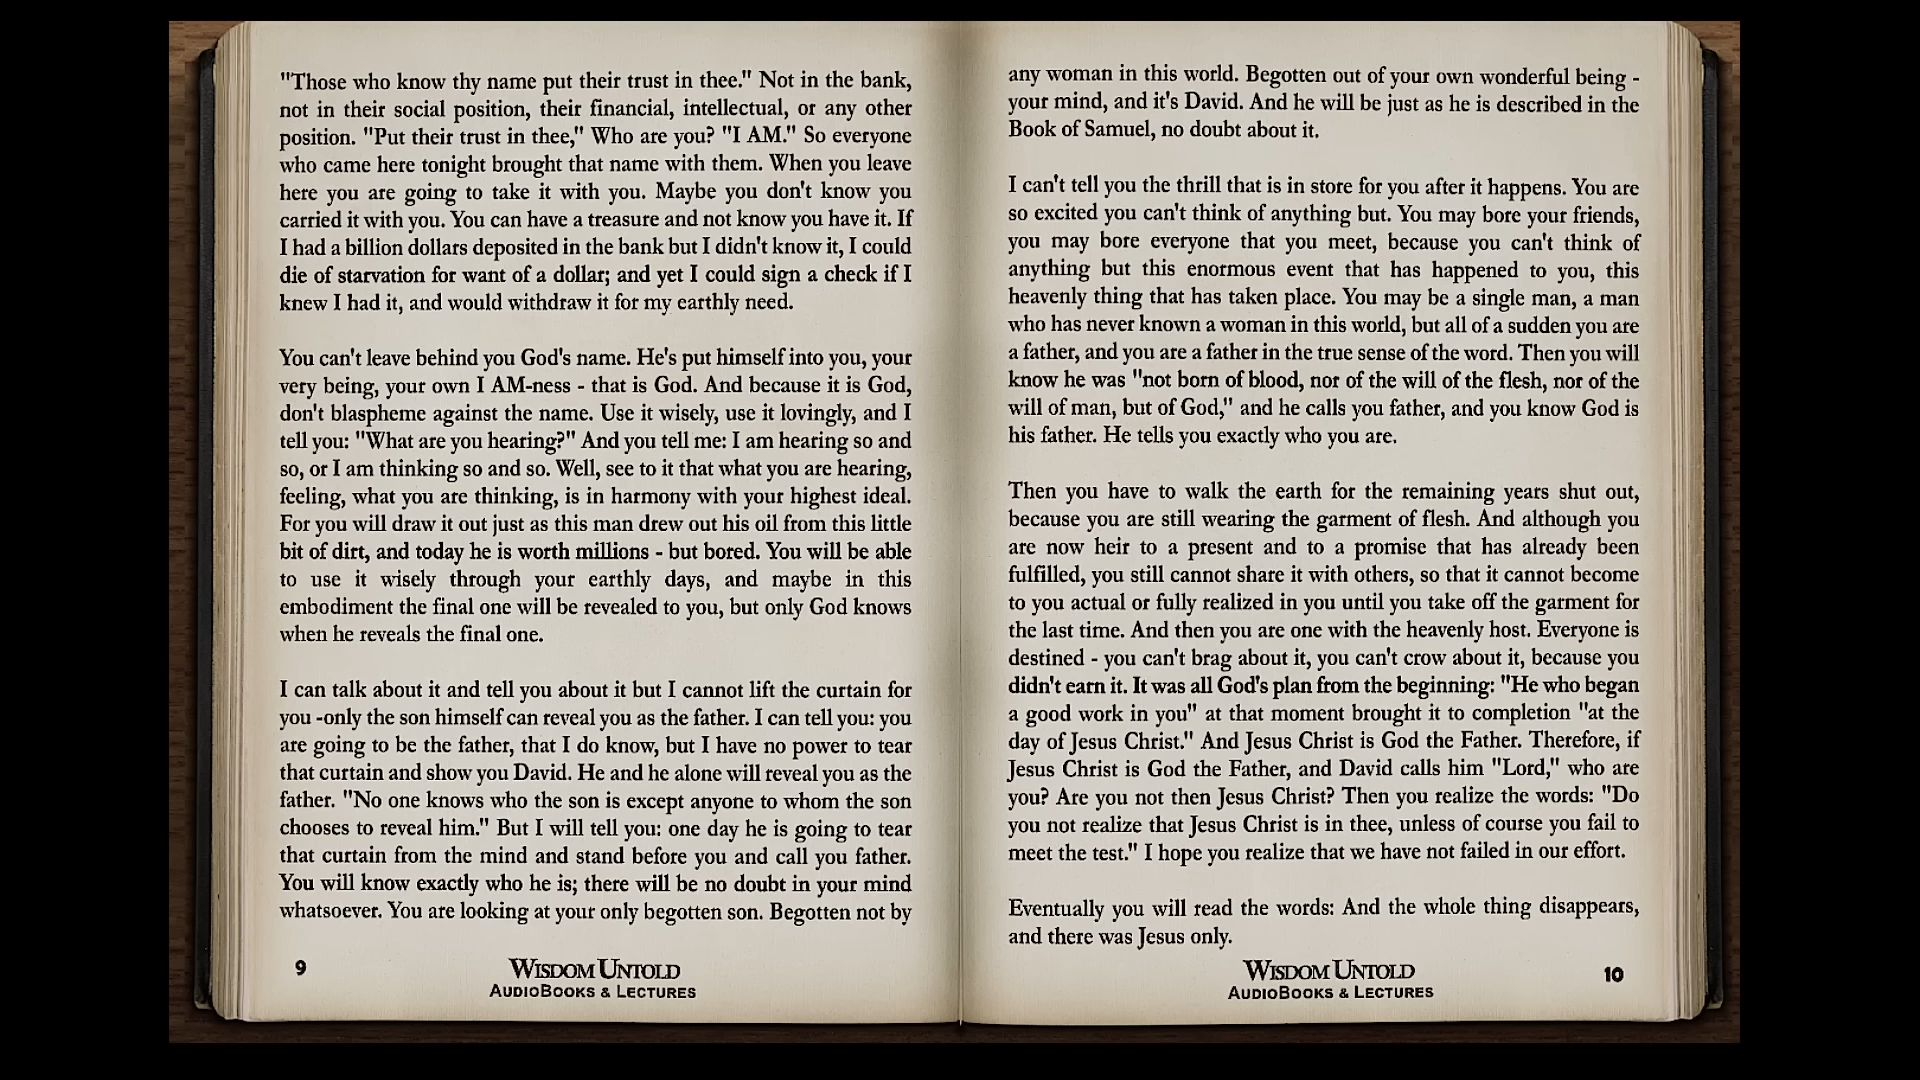 "Those who know thy name put their trust in thee." Not in the bank,
not in their social position, their financial, intellectual, or any other
position. "Put their trust in thee," Who are you? "I AM." So everyone
who came here tonight brought that name with them. When you leave
here you are going to take it with you. Maybe you don't know you
carried it with you. You can have a treasure and not know you have it. If
I had a billion dollars deposited in the bank but I didn't know it, I could
die of starvation for want of a dollar; and yet I could sign a check if I
knew I had it, and would withdraw it for my earthly need.
You can't leave behind you God's name. He's put himself into you, your
very being, your own I AM-ness - that is God. And because it is God,
don't blaspheme against the name. Use it wisely, use it lovingly, and I
tell you: "What are you hearing?" And you tell me: I am hearing so and
so, or I am thinking so and so. Well, see to it that what you are hearing,
feeling, what you are thinking, is in harmony with your highest ideal.
For you will draw it out just as this man drew out his oil from this little
bit of dirt, and today he is worth millions - but bored. You will be able
to use it wisely through your earthly days, and maybe in this
embodiment the final one will be revealed to you, but only God knows
when he reveals the final one.
I can talk about it and tell you about it but I cannot lift the curtain for
you -only the son himself can reveal you as the father. I can tell you: you
are going to be the father, that I do know, but I have no power to tear
that curtain and show you David. He and he alone will reveal you as the
father. "No one knows who the son is except anyone to whom the son
chooses to reveal him." But I will tell you: one day he is going to tear
that curtain from the mind and stand before you and call you father.
You will know exactly who he is; there will be no doubt in your mind
whatsoever. You are looking at your only begotten son. Begotten not by
9
WISDOM UNTOLD
AUDIOBOOKS & LECTURES
any woman in this world. Begotten out of your own wonderful being -
your mind, and it's David. And he will be just as he is described in the
Book of Samuel, no doubt about it.
I can't tell you the thrill that is in store for you after it happens. You are
so excited you can't think of anything but. You may bore your friends,
you may bore everyone that you meet, because you can't think of
anything but this enormous event that has happened to you, this
heavenly thing that has taken place. You may be a single man, a man
who has never known a woman in this world, but all of a sudden you are
a father, and you are a father in the true sense of the word. Then you will
know he was "not born of blood, nor of the will of the flesh, nor of the
will of man, but of God," and he calls you father, and you know God is
his father. He tells you exactly who you are.
Then you have to walk the earth for the remaining years shut out,
because you are still wearing the garment of flesh. And although you
are now heir to a present and to a promise that has already been
fulfilled, you still cannot share it with others, so that it cannot become
to you actual or fully realized in you until you take off the garment for
the last time. And then you are one with the heavenly host. Everyone is
destined - you can't brag about it, you can't crow about it, because you
didn't earn it. It was all God's plan from the beginning: "He who began
a good work in you" at that moment brought it to completion "at the
day of Jesus Christ." And Jesus Christ is God the Father. Therefore, if
Jesus Christ is God the Father, and David calls him "Lord," who are
you? Are you not then Jesus Christ? Then you realize the words: "Do
you not realize that Jesus Christ is in thee, unless of course you fail to
meet the test." I hope you realize that we have not failed in our effort.
Eventually you will read the words: And the whole thing disappears,
and there was Jesus only.
WISDOM UNTOLD
AUDIOBOOKS & LECTURES
10